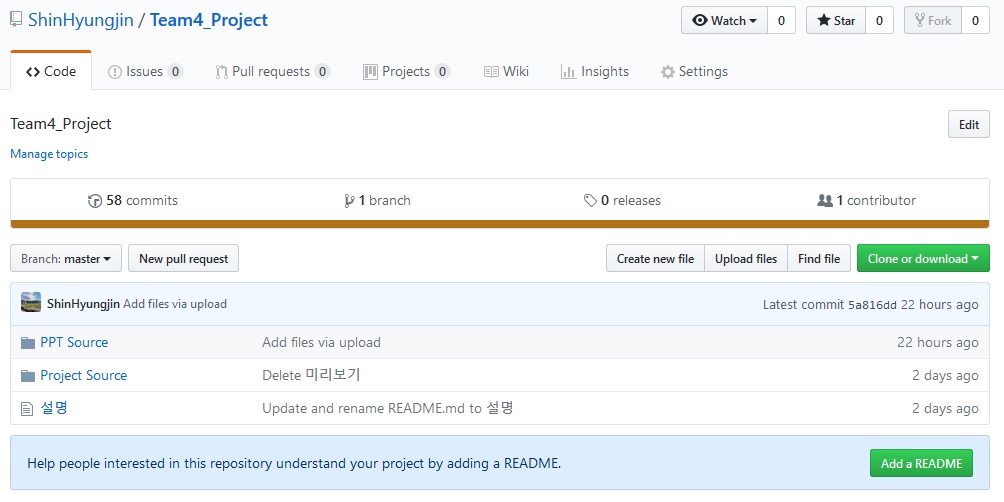 ShinHyungjin / Team4_Project Watch 0 Star 0 Fork 0
Code Issues 0 Pull requests 0 Projects 0 Wiki Insights Settings
Team4_Project Edit
Manage topics
58 commits 1 branch 0 releases 1 contributor
Branch: master New pull request Create new file Upload files Find file Clone or download
ShinHyungjin Add files via upload Latest commit 5a816dd 22 hours ago
PPT Source Add files via upload 22 hours ago
Project Source Delete 미리보기 2 days ago
설명 Update and rename README.md to 설명 2 days ago
Help people interested in this repository understand your project by adding a README. Add a README